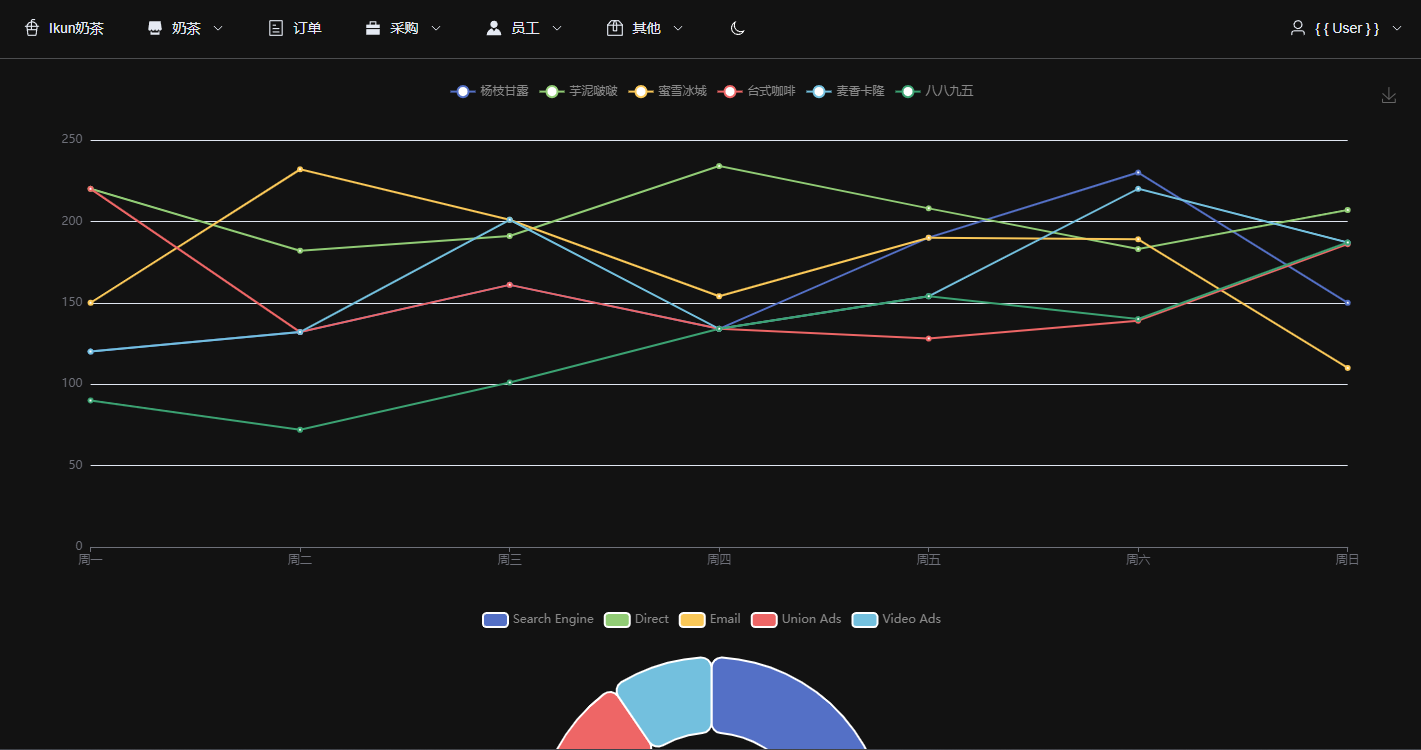 Ikun奶茶 奶茶 订单 采购 员工 其他 { { User } }
杨枝甘露 芋泥啵啵 蜜雪冰城 台式咖啡 麦香卡隆 八八九五
250
200
150
100
50
0
周一 周二 周三 周四 周五 周六 周日
Search Engine Direct Email Union Ads Video Ads